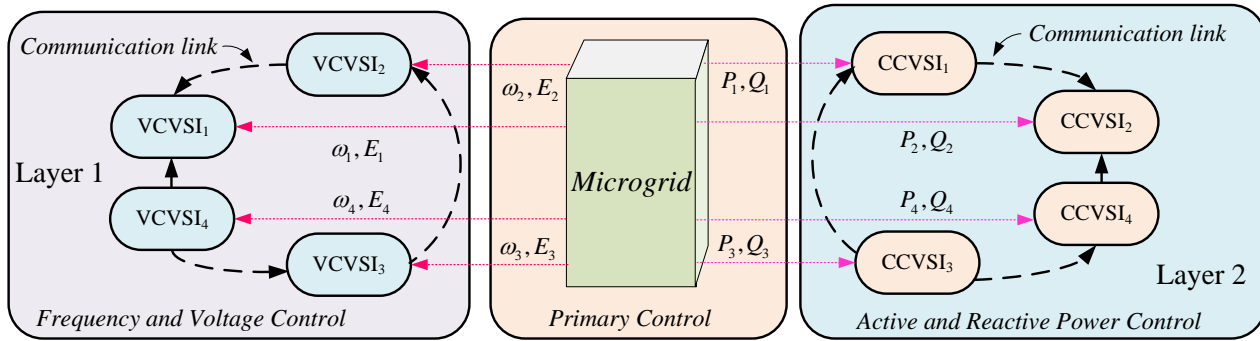 Communication link
VCVSI₂
VCVSI₁
Layer 1
VCVSI₄
VCVSI₃
Frequency and Voltage Control
ω₂, E₂
ω₁, E₁
ω₄, E₄
ω₃, E₃
Microgrid
P₁, Q₁
P₂, Q₂
P₄, Q₄
P₃, Q₃
Primary Control
CCVSI₁
Communication link
CCVSI₂
CCVSI₄
CCVSI₃
Layer 2
Active and Reactive Power Control